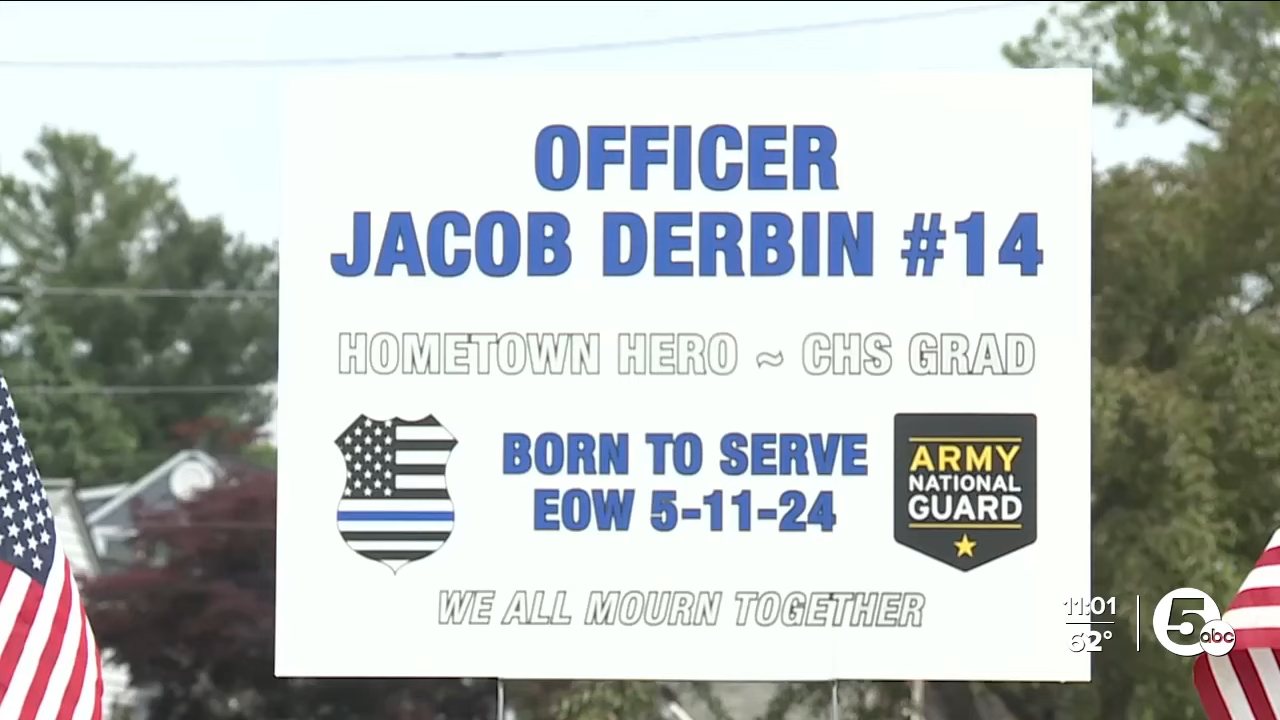 OFFICER
JACOB DERBIN #14
HOMETOWN HERO ~ CHS GRAD
BORN TO SERVE
EOW 5-11-24
ARMY
NATIONAL
GUARD
WE ALL MOURN TOGETHER
11:01
62°
5
abc